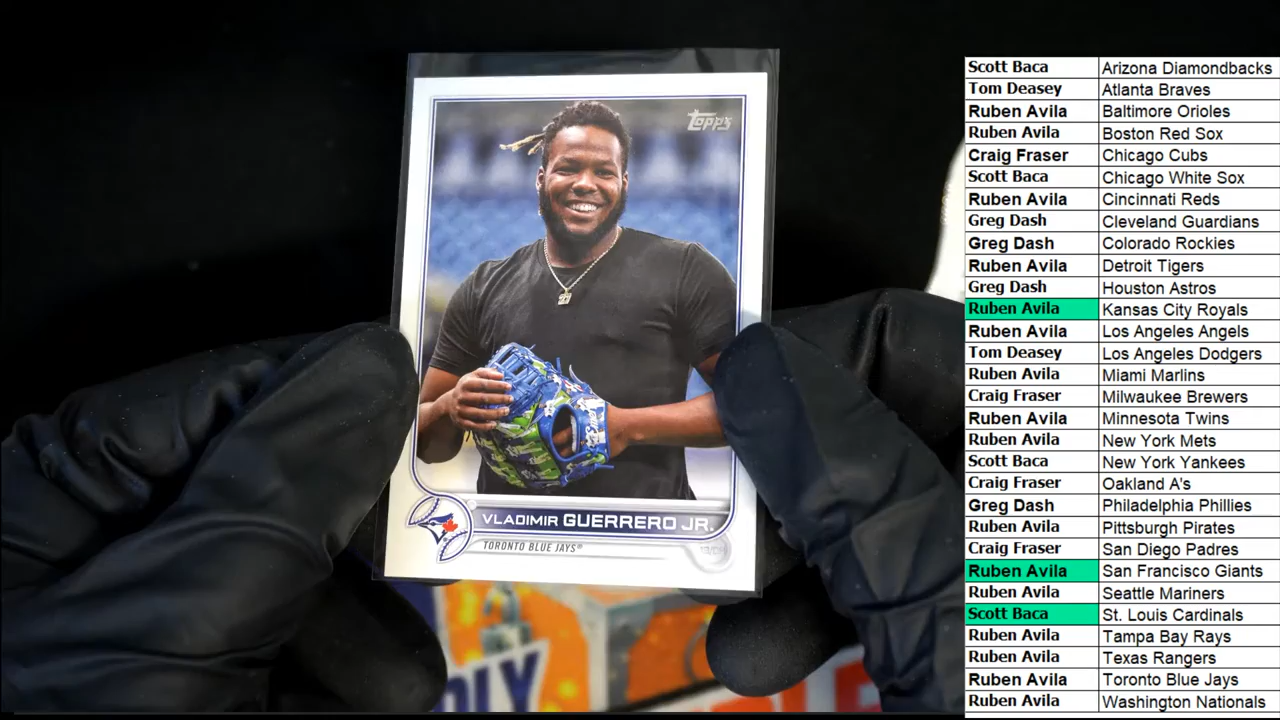 Topps
VLADIMIR GUERRERO JR.
TORONTO BLUE JAYS®
Scott Baca Arizona Diamondbacks
Tom Deasey Atlanta Braves
Ruben Avila Baltimore Orioles
Ruben Avila Boston Red Sox
Craig Fraser Chicago Cubs
Scott Baca Chicago White Sox
Ruben Avila Cincinnati Reds
Greg Dash Cleveland Guardians
Greg Dash Colorado Rockies
Ruben Avila Detroit Tigers
Greg Dash Houston Astros
Ruben Avila Kansas City Royals
Ruben Avila Los Angeles Angels
Tom Deasey Los Angeles Dodgers
Ruben Avila Miami Marlins
Craig Fraser Milwaukee Brewers
Ruben Avila Minnesota Twins
Ruben Avila New York Mets
Scott Baca New York Yankees
Craig Fraser Oakland A's
Greg Dash Philadelphia Phillies
Ruben Avila Pittsburgh Pirates
Craig Fraser San Diego Padres
Ruben Avila San Francisco Giants
Ruben Avila Seattle Mariners
Scott Baca St. Louis Cardinals
Ruben Avila Tampa Bay Rays
Ruben Avila Texas Rangers
Ruben Avila Toronto Blue Jays
Ruben Avila Washington Nationals